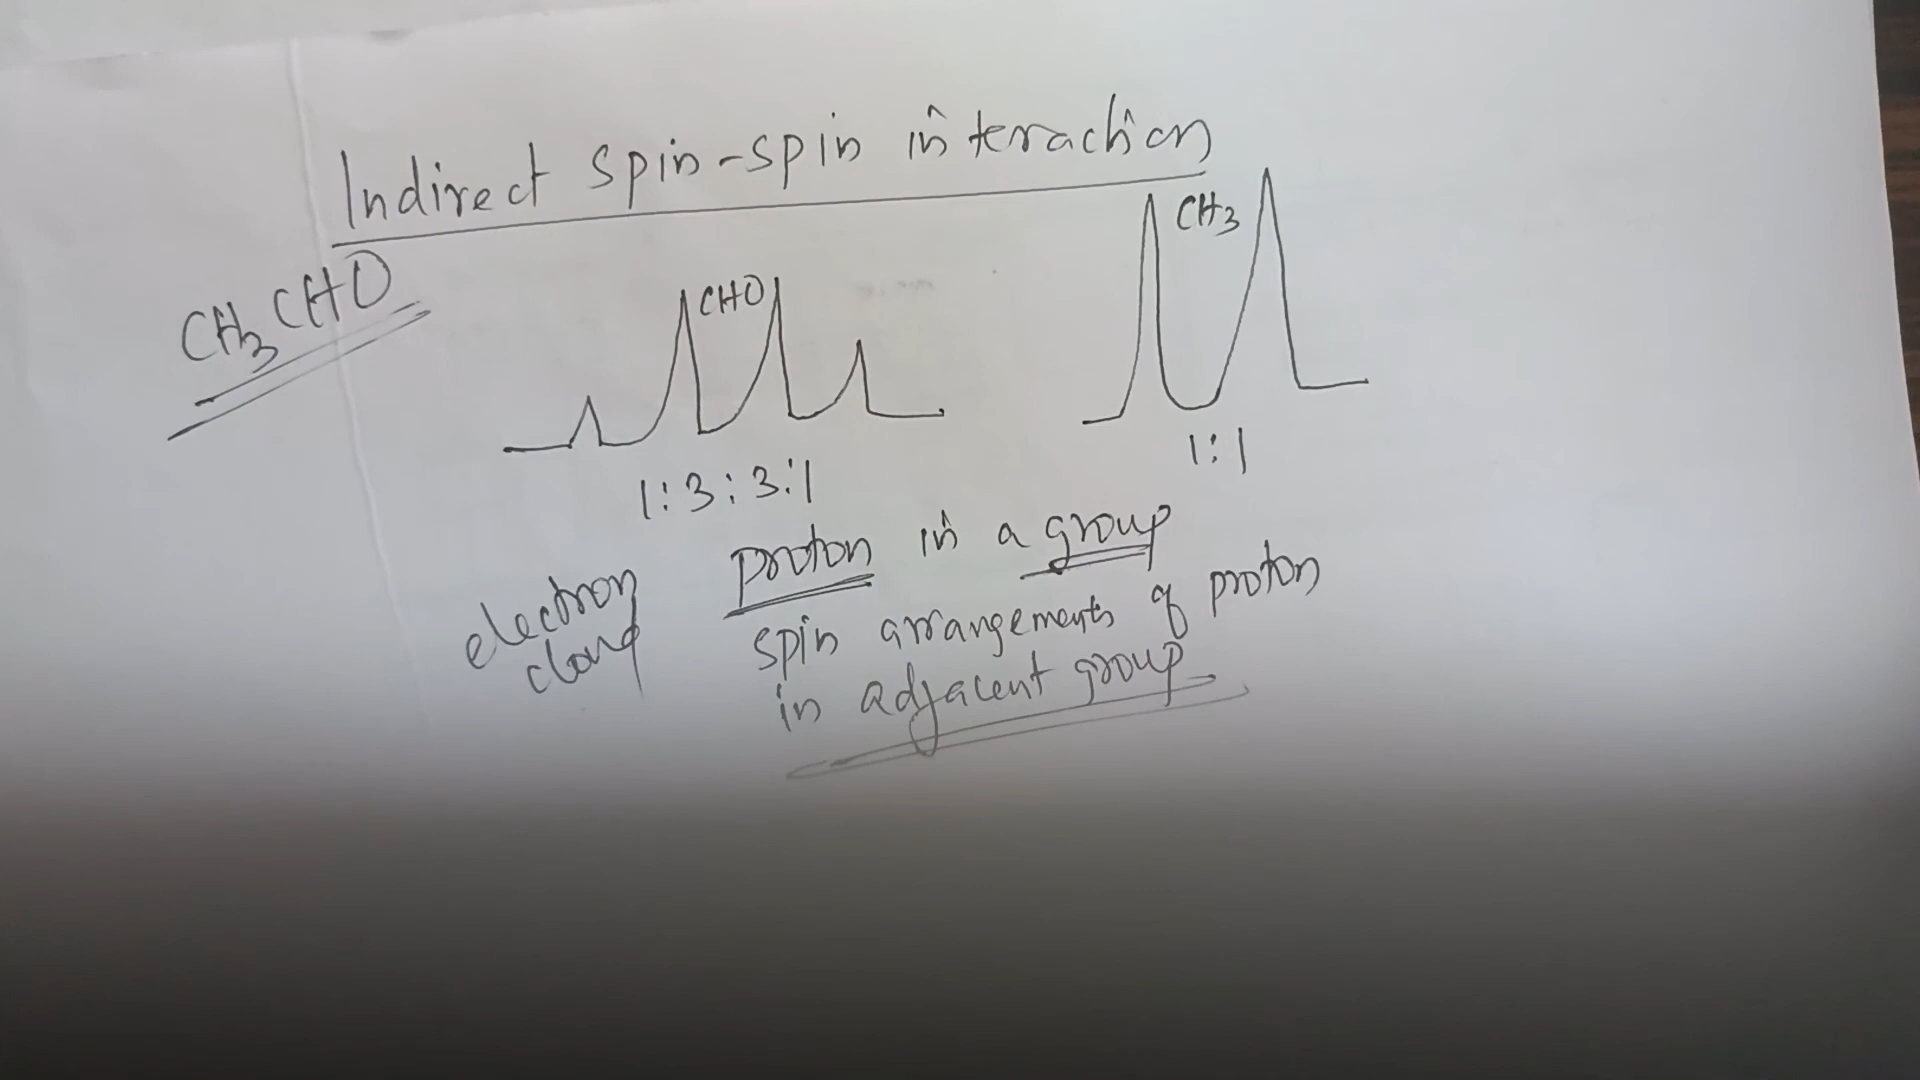 Indirect spin-spin interaction
CH3CHO
CHO
CH3
1:3:3:1
1:1
electron
cloud
proton in a group
spin arrangements of proton
in adjacent group